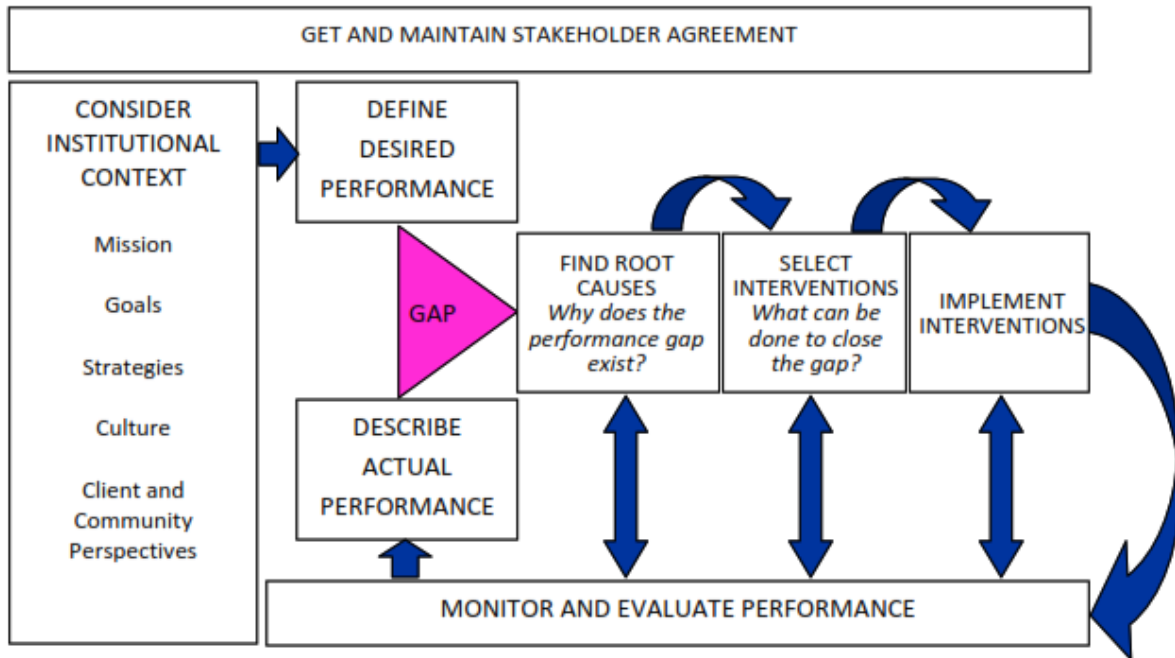 GET AND MAINTAIN STAKEHOLDER AGREEMENT
CONSIDER
INSTITUTIONAL
CONTEXT
Mission
Goals
Strategies
Culture
Client and
Community
Perspectives
DEFINE
DESIRED
PERFORMANCE
GAP
DESCRIBE
ACTUAL
PERFORMANCE
FIND ROOT
CAUSES
Why does the
performance gap
exist?
SELECT
INTERVENTIONS
What can be
done to close
the gap?
IMPLEMENT
INTERVENTIONS
MONITOR AND EVALUATE PERFORMANCE